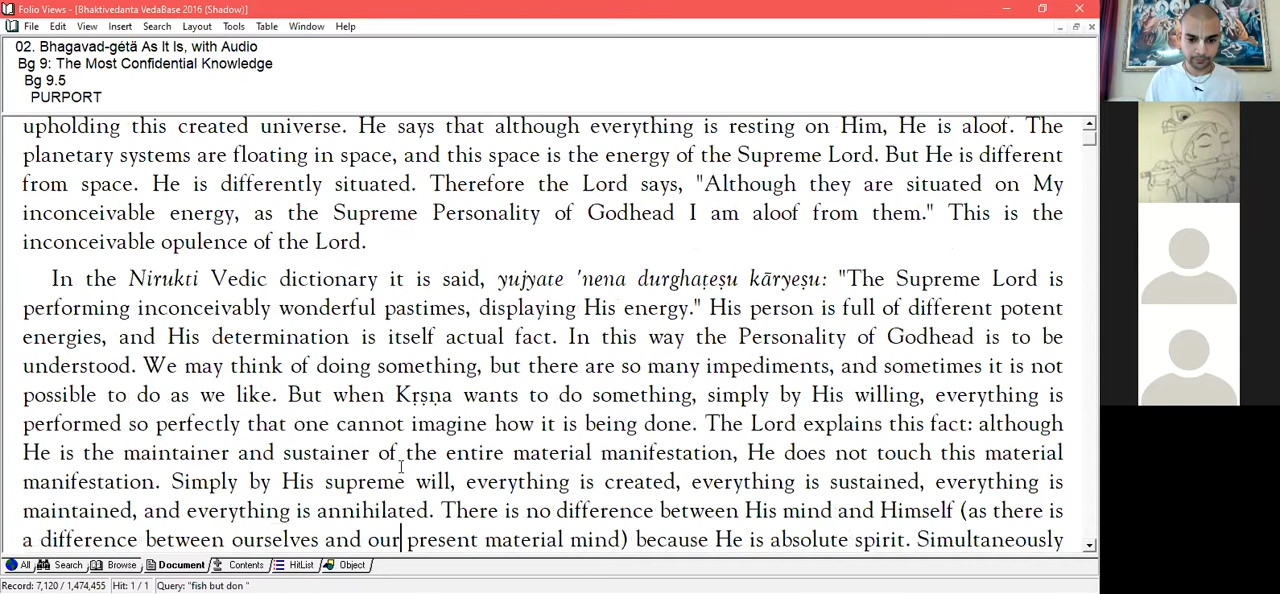 Folio Views - [Bhaktivedanta VedaBase 2016 (Shadow)]
File Edit View Insert Search Layout Tools Table Window Help
02. Bhagavad-gétä As It Is, with Audio
Bg 9: The Most Confidential Knowledge
Bg 9.5
PURPORT
upholding this created universe. He says that although everything is resting on Him, He is aloof. The
planetary systems are floating in space, and this space is the energy of the Supreme Lord. But He is different
from space. He is differently situated. Therefore the Lord says, "Although they are situated on My
inconceivable energy, as the Supreme Personality of Godhead I am aloof from them." This is the
inconceivable opulence of the Lord.
In the Nirukti Vedic dictionary it is said, yujyate 'nena durghaṭeṣu kāryeṣu: "The Supreme Lord is
performing inconceivably wonderful pastimes, displaying His energy." His person is full of different potent
energies, and His determination is itself actual fact. In this way the Personality of Godhead is to be
understood. We may think of doing something, but there are so many impediments, and sometimes it is not
possible to do as we like. But when Kṛṣṇa wants to do something, simply by His willing, everything is
performed so perfectly that one cannot imagine how it is being done. The Lord explains this fact: although
He is the maintainer and sustainer of the entire material manifestation, He does not touch this material
manifestation. Simply by His supreme will, everything is created, everything is sustained, everything is
maintained, and everything is annihilated. There is no difference between His mind and Himself (as there is
a difference between ourselves and our present material mind) because He is absolute spirit. Simultaneously
All Search Browse Document Contents HitList Object
Record: 7,120 / 1,474,455 Hit: 1 / 1 Query: "fish but don "